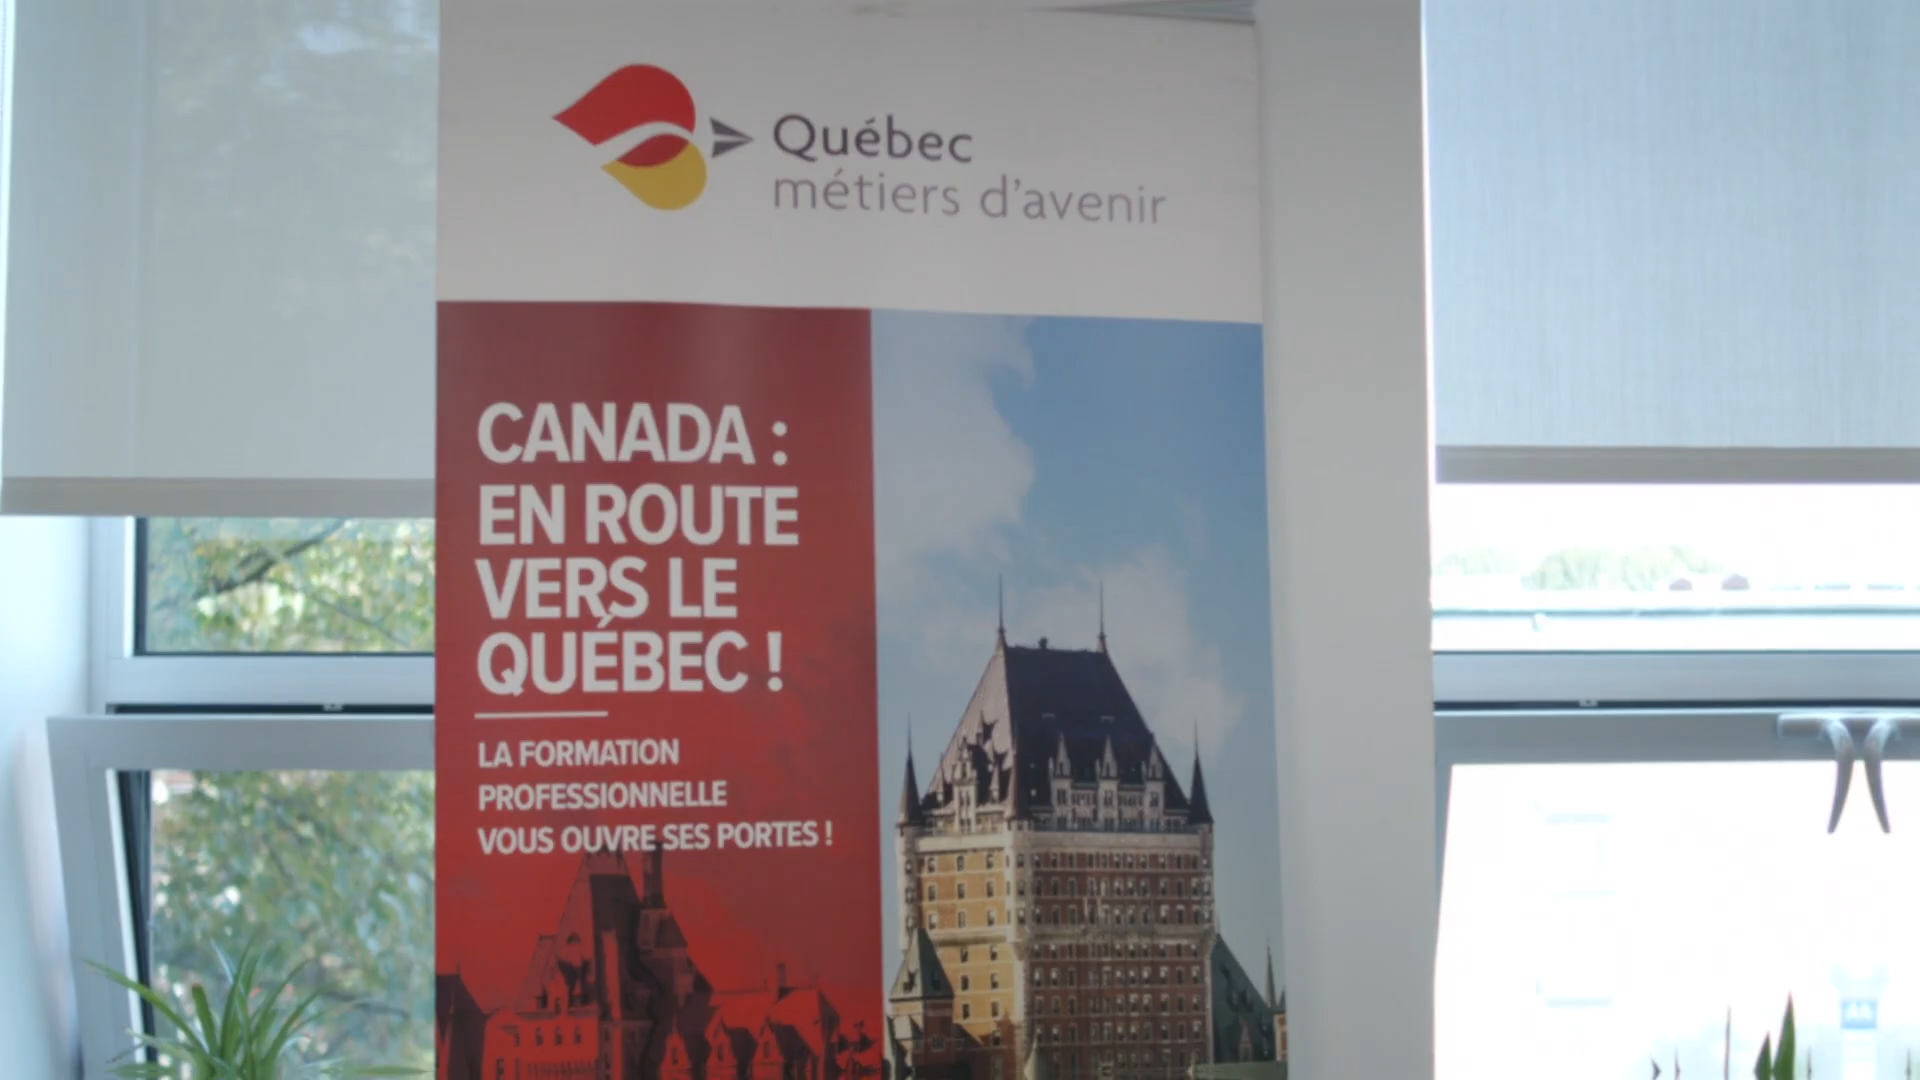 Québec
métiers d'avenir
CANADA :
EN ROUTE
VERS LE
QUÉBEC !
LA FORMATION
PROFESSIONNELLE
VOUS OUVRE SES PORTES !